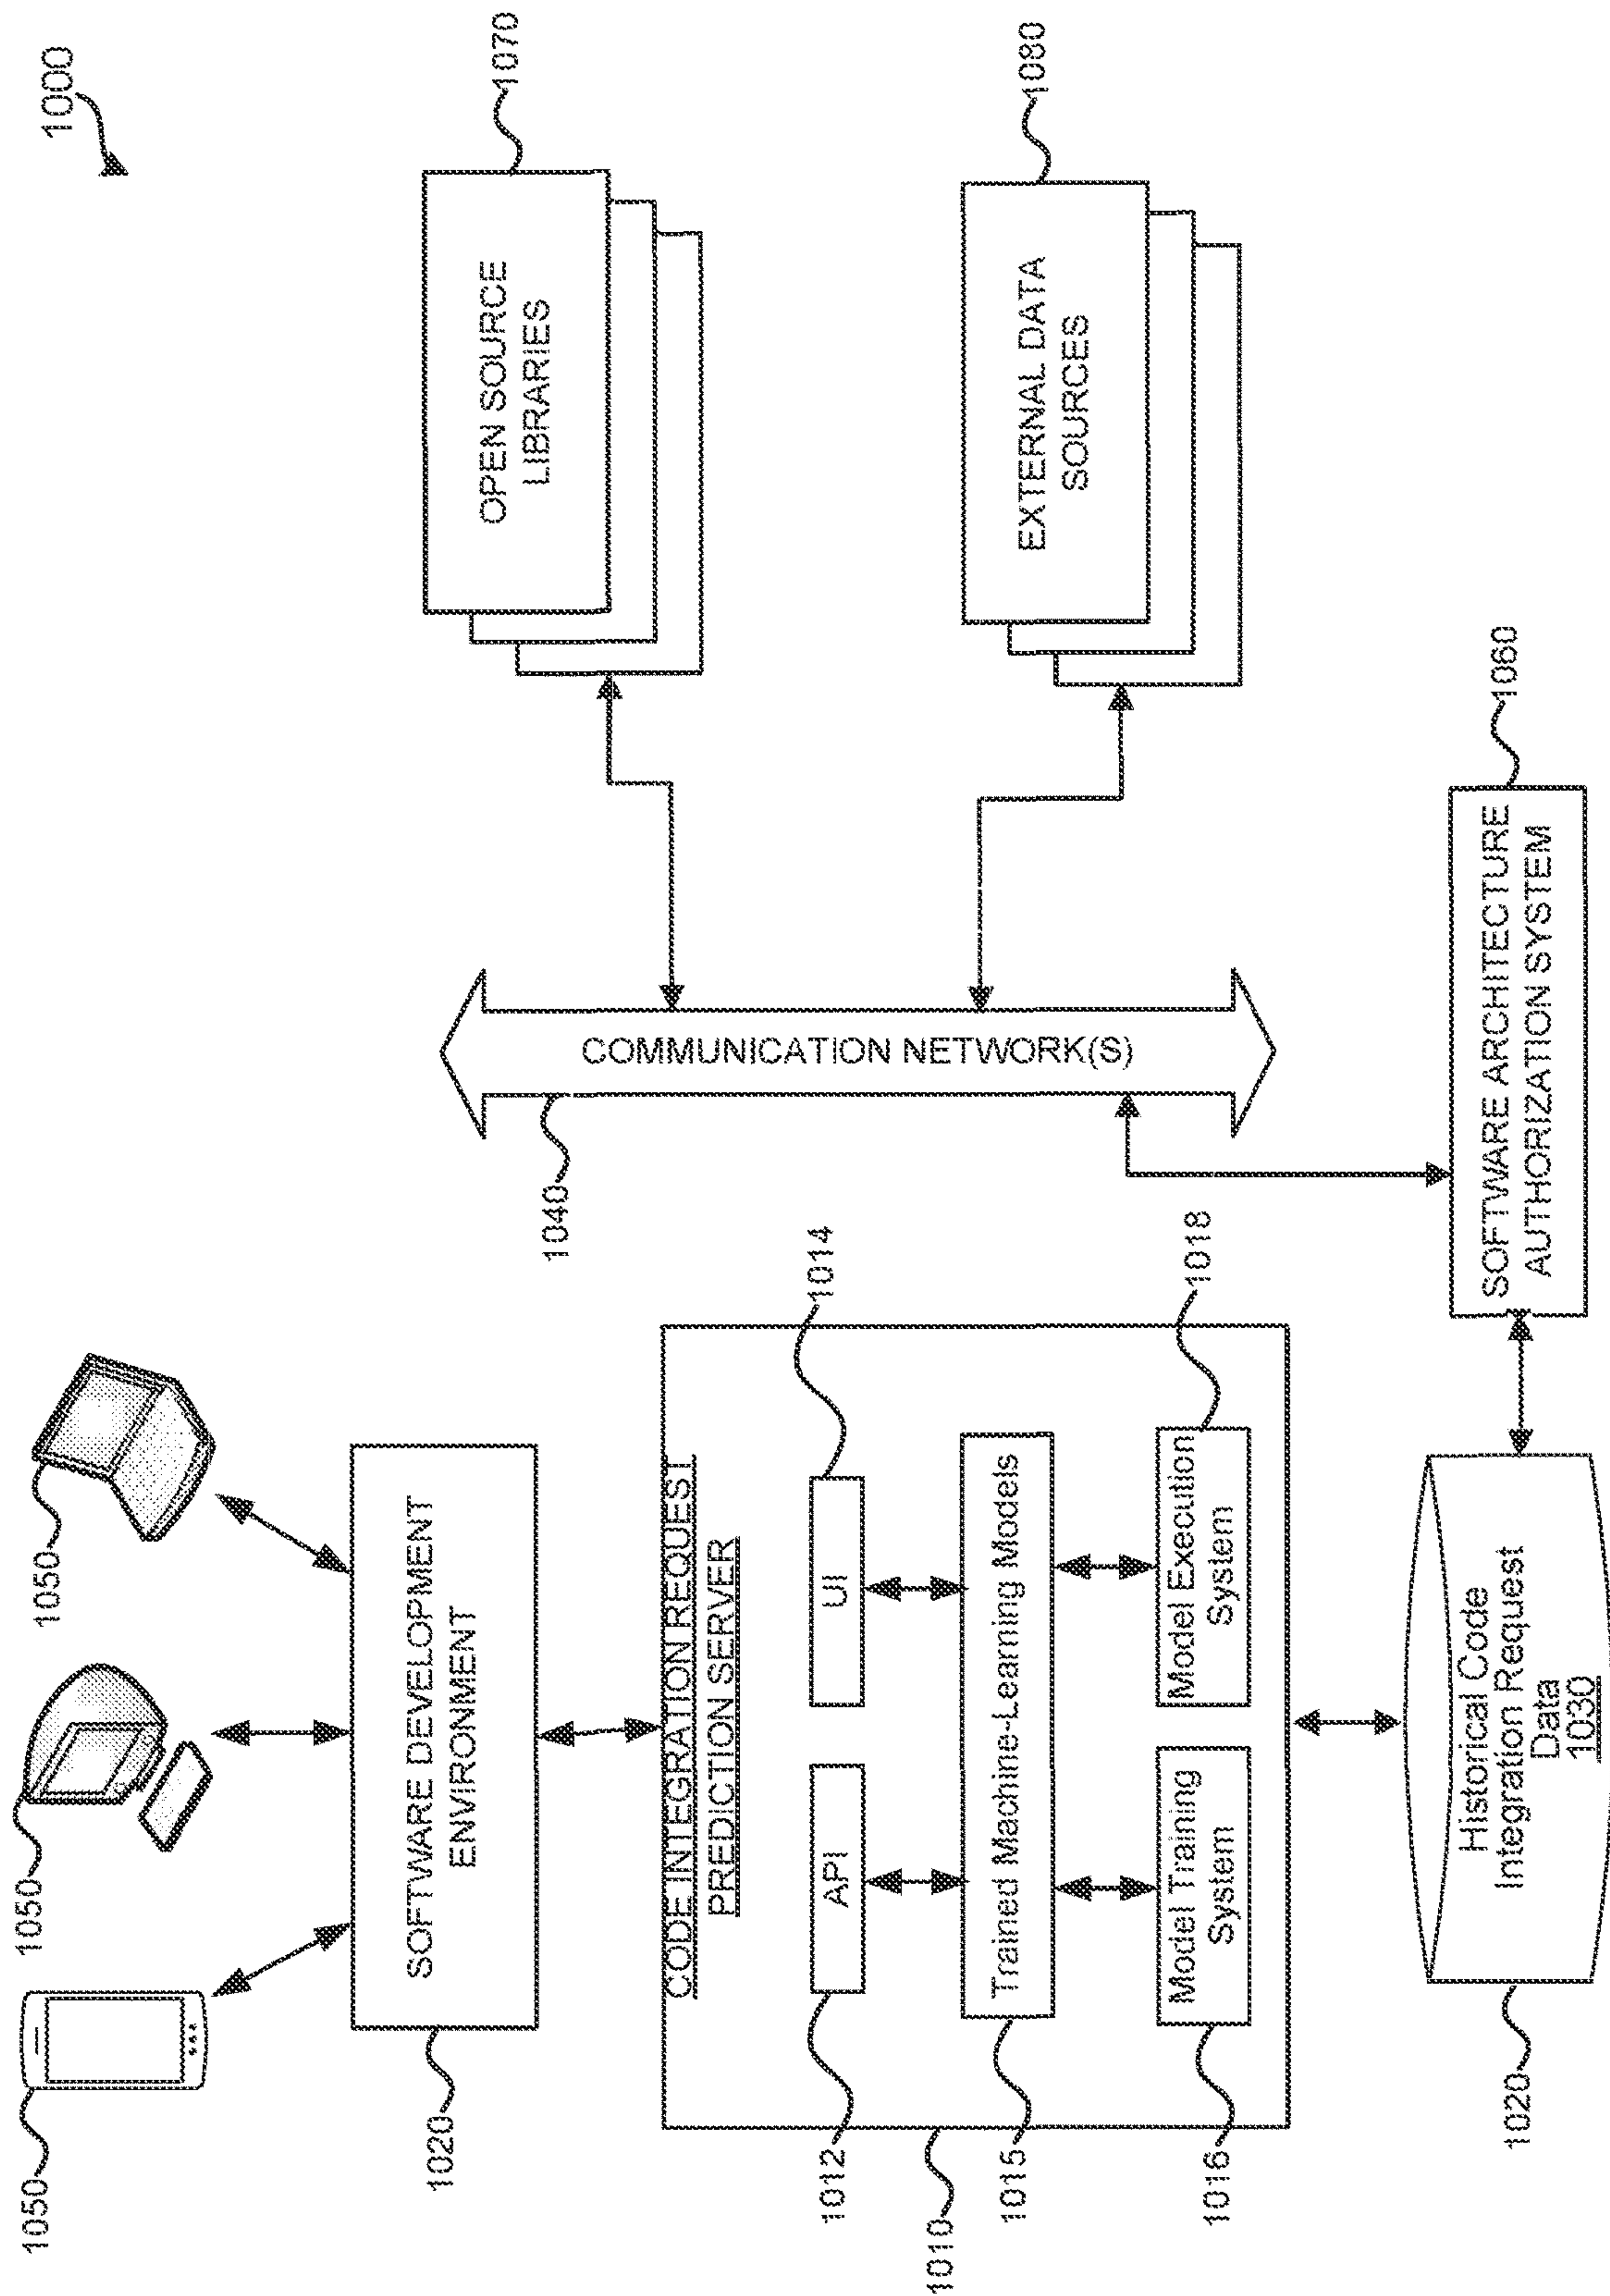 1000
1050
1050
1050
SOFTWARE DEVELOPMENT
ENVIRONMENT
1020
CODE INTEGRATION REQUEST
PREDICTION SERVER
1010
API
1012
UI
1014
Trained Machine-Learning Models
1015
Model Training
System
1016
Model Execution
System
1018
Historical Code
Integration Request
Data
1030
1020
COMMUNICATION NETWORK(S)
1040
OPEN SOURCE
LIBRARIES
1070
EXTERNAL DATA
SOURCES
1080
SOFTWARE ARCHITECTURE
AUTHORIZATION SYSTEM
1060